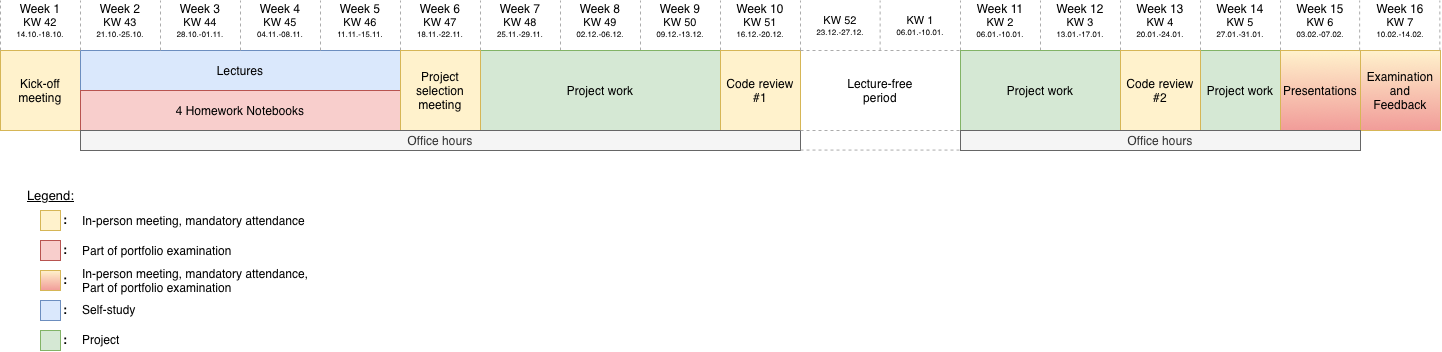 Week 1 Week 2 Week 3 Week 4 Week 5 Week 6 Week 7 Week 8 Week 9 Week 10 Week 11 Week 12 Week 13 Week 14 Week 15 Week 16
KW 42 KW 43 KW 44 KW 45 KW 46 KW 47 KW 48 KW 49 KW 50 KW 51 KW 52 KW 1 KW 2 KW 3 KW 4 KW 5 KW 6 KW 7
14.10.-18.10. 21.10.-25.10. 28.10.-01.11. 04.11.-08.11. 11.11.-15.11. 18.11.-22.11. 25.11.-29.11. 02.12.-06.12. 09.12.-13.12. 16.12.-20.12. 23.12.-27.12. 06.01.-10.01. 06.01.-10.01. 13.01.-17.01. 20.01.-24.01. 27.01.-31.01. 03.02.-07.02. 10.02.-14.02.
Kick-off
meeting
Lectures
4 Homework Notebooks
Project
selection
meeting
Project work
Code review
#1
Lecture-free
period
Project work
Code review
#2
Project work
Presentations
Examination
and
Feedback
Office hours
Office hours
Legend:
: In-person meeting, mandatory attendance
: Part of portfolio examination
: In-person meeting, mandatory attendance,
Part of portfolio examination
: Self-study
: Project